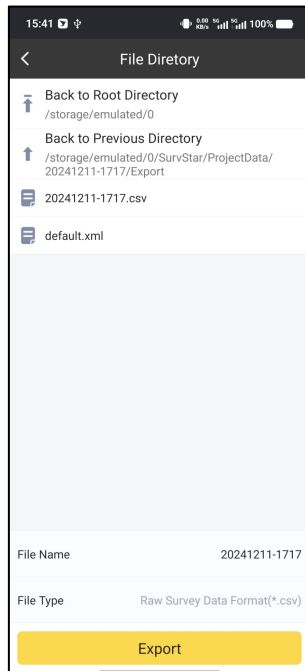 15:41 0.00 KB/s 5G 5G 100%
File Diretory
Back to Root Directory
/storage/emulated/0
Back to Previous Directory
/storage/emulated/0/SurvStar/ProjectData/
20241211-1717/Export
20241211-1717.csv
default.xml
File Name 20241211-1717
File Type Raw Survey Data Format(*.csv)
Export